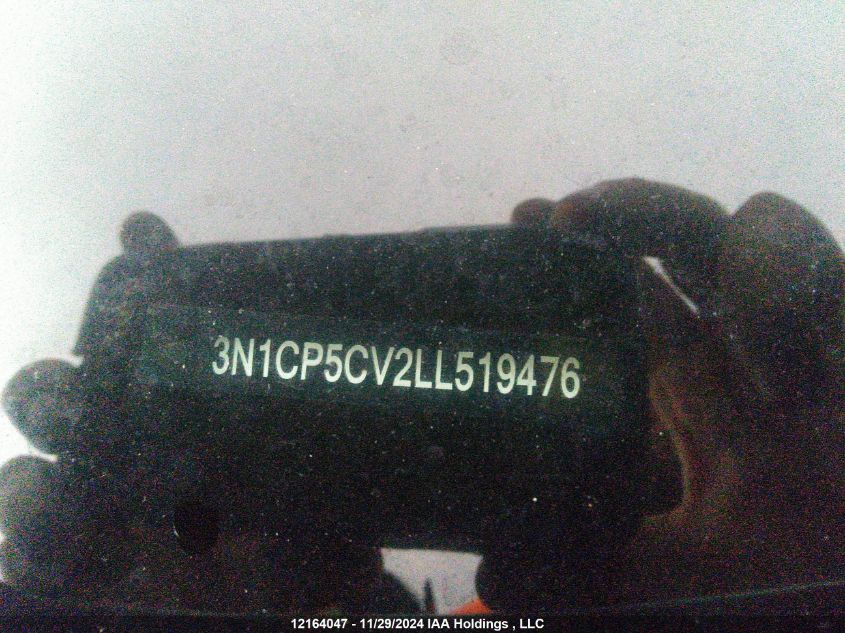 3N1CP5CV2LL519476
12164047 - 11/29/2024 IAA Holdings , LLC